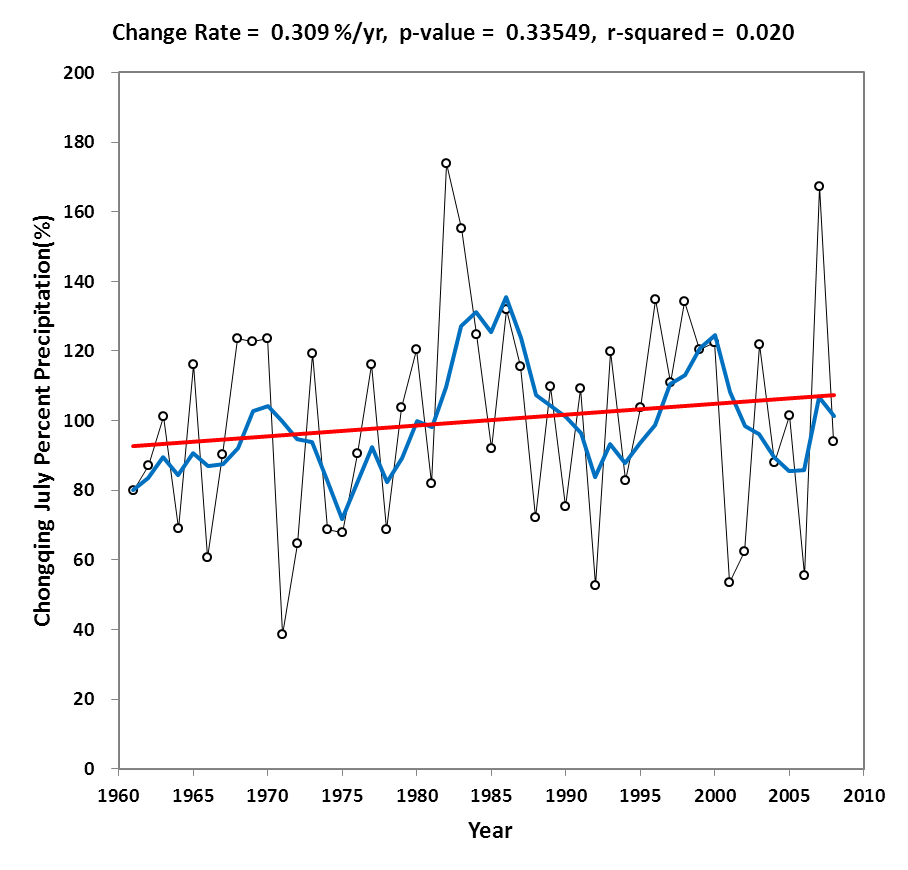 Change Rate = 0.309 %/yr, p-value = 0.33549, r-squared = 0.020
Chongqing July Percent Precipitation(%)
200
180
160
140
120
100
80
60
40
20
0
1960 1965 1970 1975 1980 1985 1990 1995 2000 2005 2010
Year